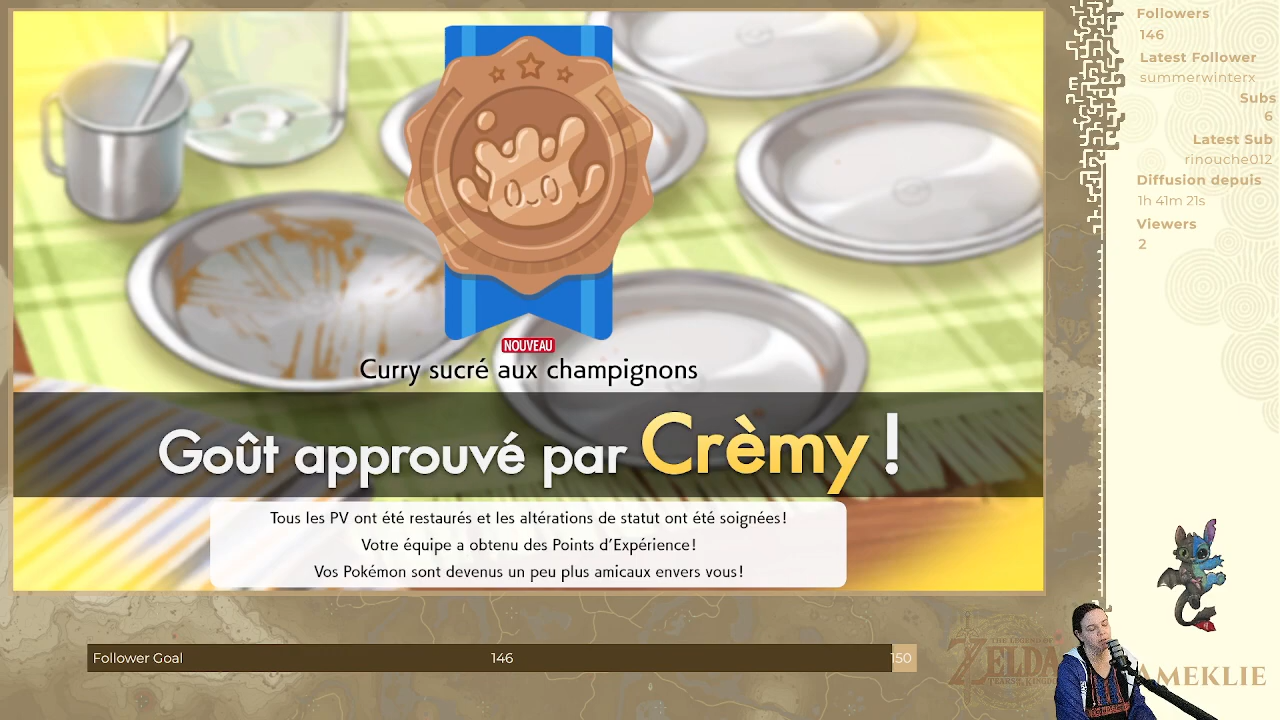 NOUVEAU
Curry sucré aux champignons
Goût approuvé par Crèmy !
Tous les PV ont été restaurés et les altérations de statut ont été soignées!
Votre équipe a obtenu des Points d'Expérience!
Vos Pokémon sont devenus un peu plus amicaux envers vous!
Followers
146
Latest Follower
summerwinterx
Subs
6
Latest Sub
rinouche012
Diffusion depuis
1h 41m 21s
Viewers
2
Follower Goal 146 150
THE LEGEND OF
ZELDA
AMEKLIE